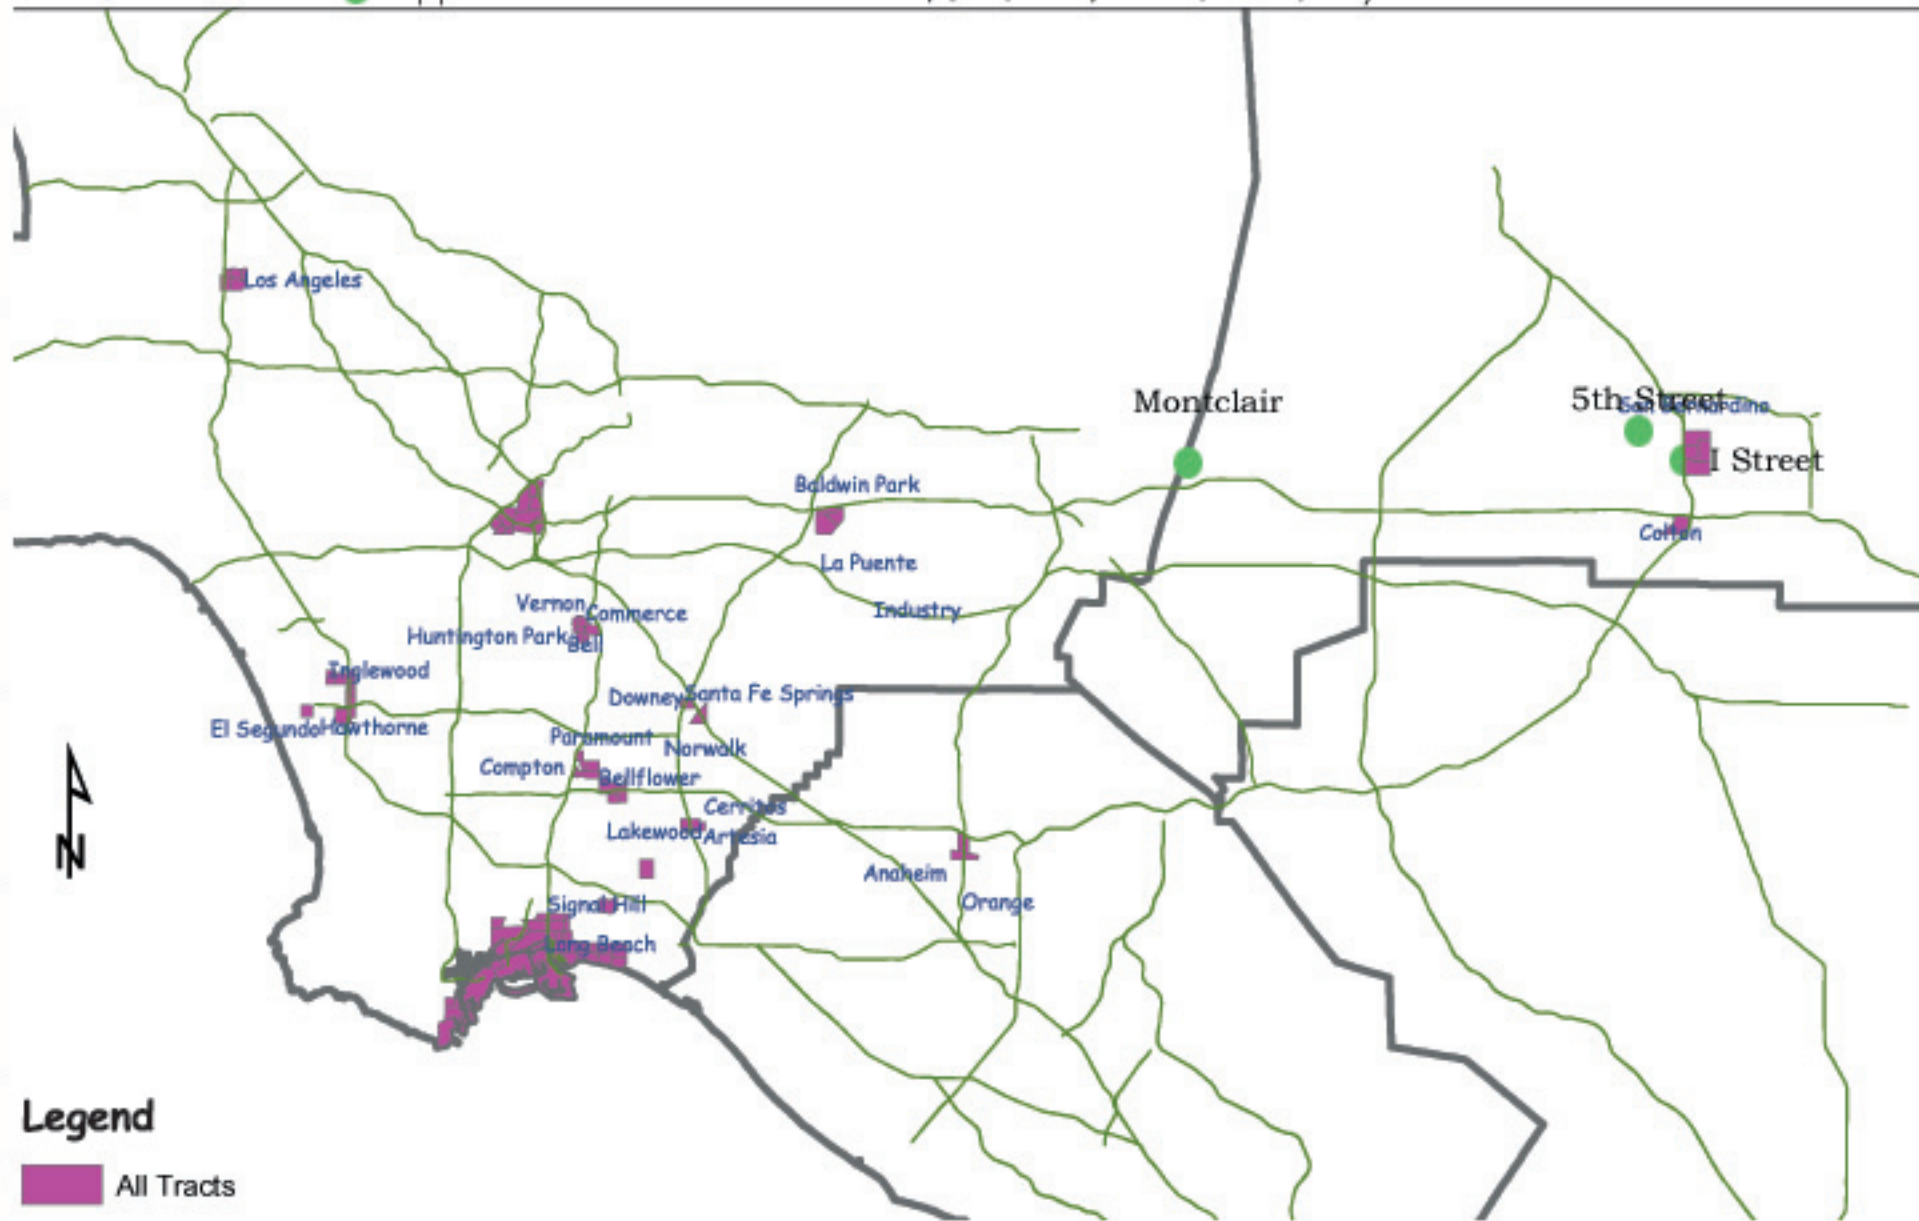 Los Angeles
Montclair
5th Street
San Bernardino
I Street
Baldwin Park
Colton
La Puente
Vernon
Commerce
Industry
Huntington Park
Bell
Inglewood
Downey
Santa Fe Springs
El Segundo
Hawthorne
Paramount
Norwalk
Compton
Bellflower
Cerritos
Lakewood
Artesia
Anaheim
Signal Hill
Orange
Long Beach
N
Legend
All Tracts